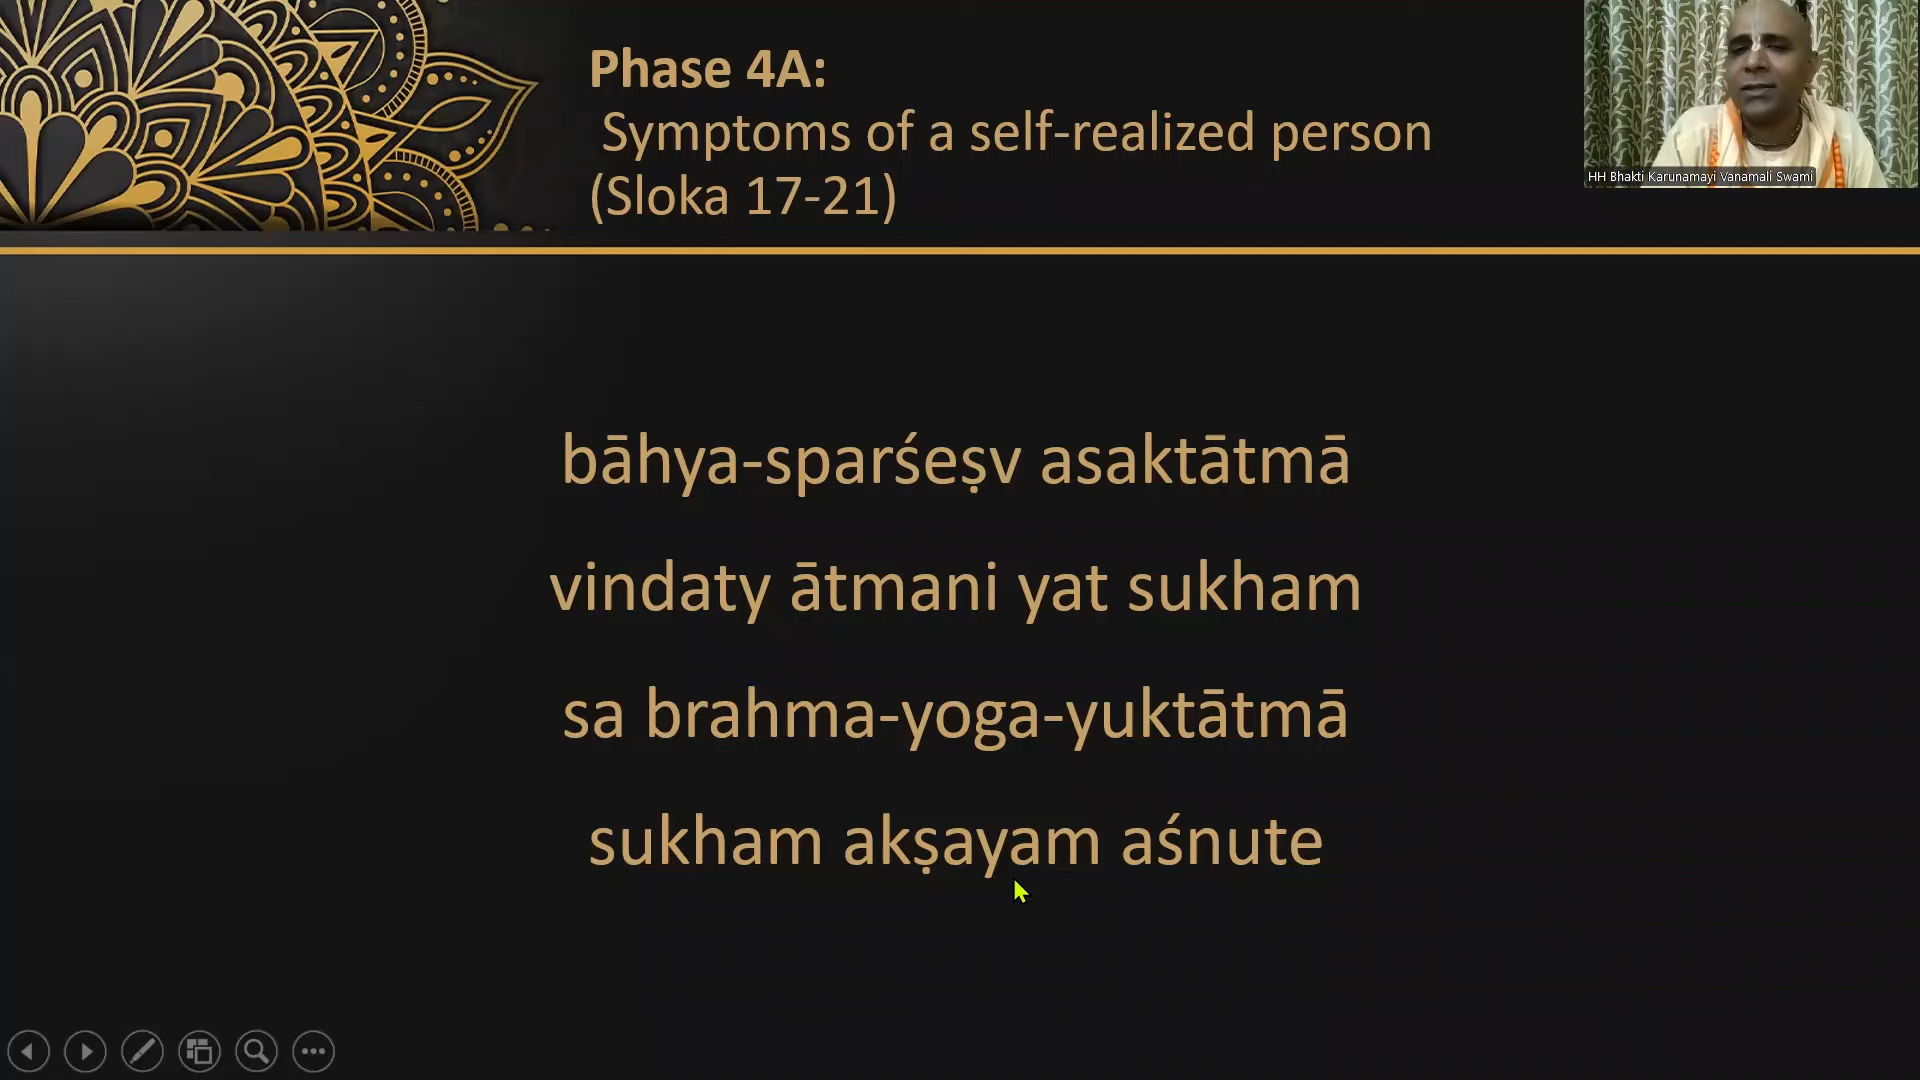 Phase 4A:
Symptoms of a self-realized person
(Sloka 17-21)
HH Bhakti Karunamayi Vanamali Swami
bāhya-sparśeṣv asaktātmā
vindaty ātmani yat sukham
sa brahma-yoga-yuktātmā
sukham akṣayam aśnute